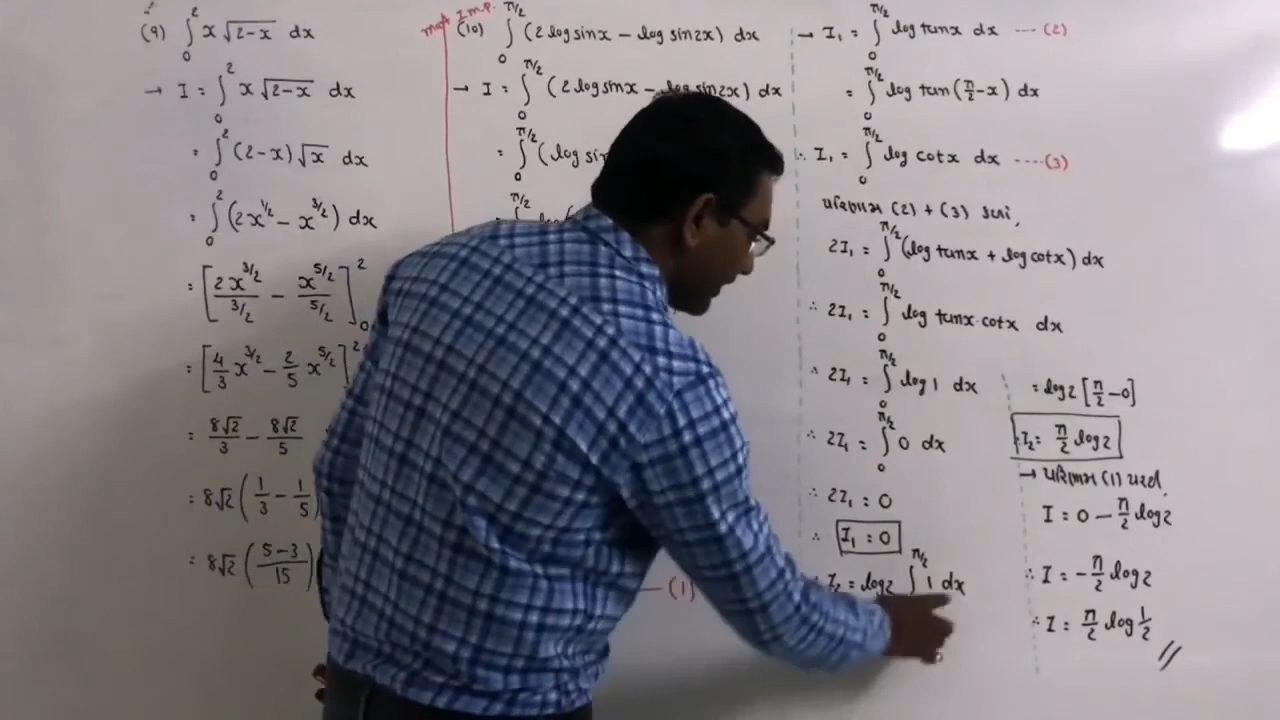 (9) ∫₀² x √(2-x) dx
→ I = ∫₀² x √(2-x) dx
= ∫₀² (2-x) √x dx
= ∫₀² (2x^(1/2) - x^(3/2)) dx
= [2x^(3/2)/(3/2) - x^(5/2)/(5/2)]₀²
= [4/3 x^(3/2) - 2/5 x^(5/2)]²
= 8√2/3 - 8√2/5
= 8√2 (1/3 - 1/5)
= 8√2 (5-3/15)
most Imp.
(10) ∫₀^(π/2) (2 log sinx - log sin2x) dx
→ I = ∫₀^(π/2) (2 log sinx - log sin2x) dx
= ∫₀^(π/2) (log sin
= ∫^(π/2) log(
— (1)
→ I₁ = ∫₀^(π/2) log tanx dx --- (2)
= ∫₀^(π/2) log tan(π/2 - x) dx
∴ I₁ = ∫₀^(π/2) log cotx dx ----(3)
પરિણામ (2) + (3) કરતાં,
2I₁ = ∫₀^(π/2) (log tanx + log cotx) dx
∴ 2I₁ = ∫₀^(π/2) log tanx·cotx dx
∴ 2I₁ = ∫₀^(π/2) log 1 dx
∴ 2I₁ = ∫₀^(π/2) 0 dx
∴ 2I₁ = 0
∴ I₁ = 0
I₂ = log2 ∫^(π/2) 1 dx
= log2 [π/2 - 0]
∴ I₂ = π/2 log2
→ પરિણામ (1) પરથી,
I = 0 - π/2 log2
∴ I = -π/2 log2
∴ I = π/2 log 1/2 //